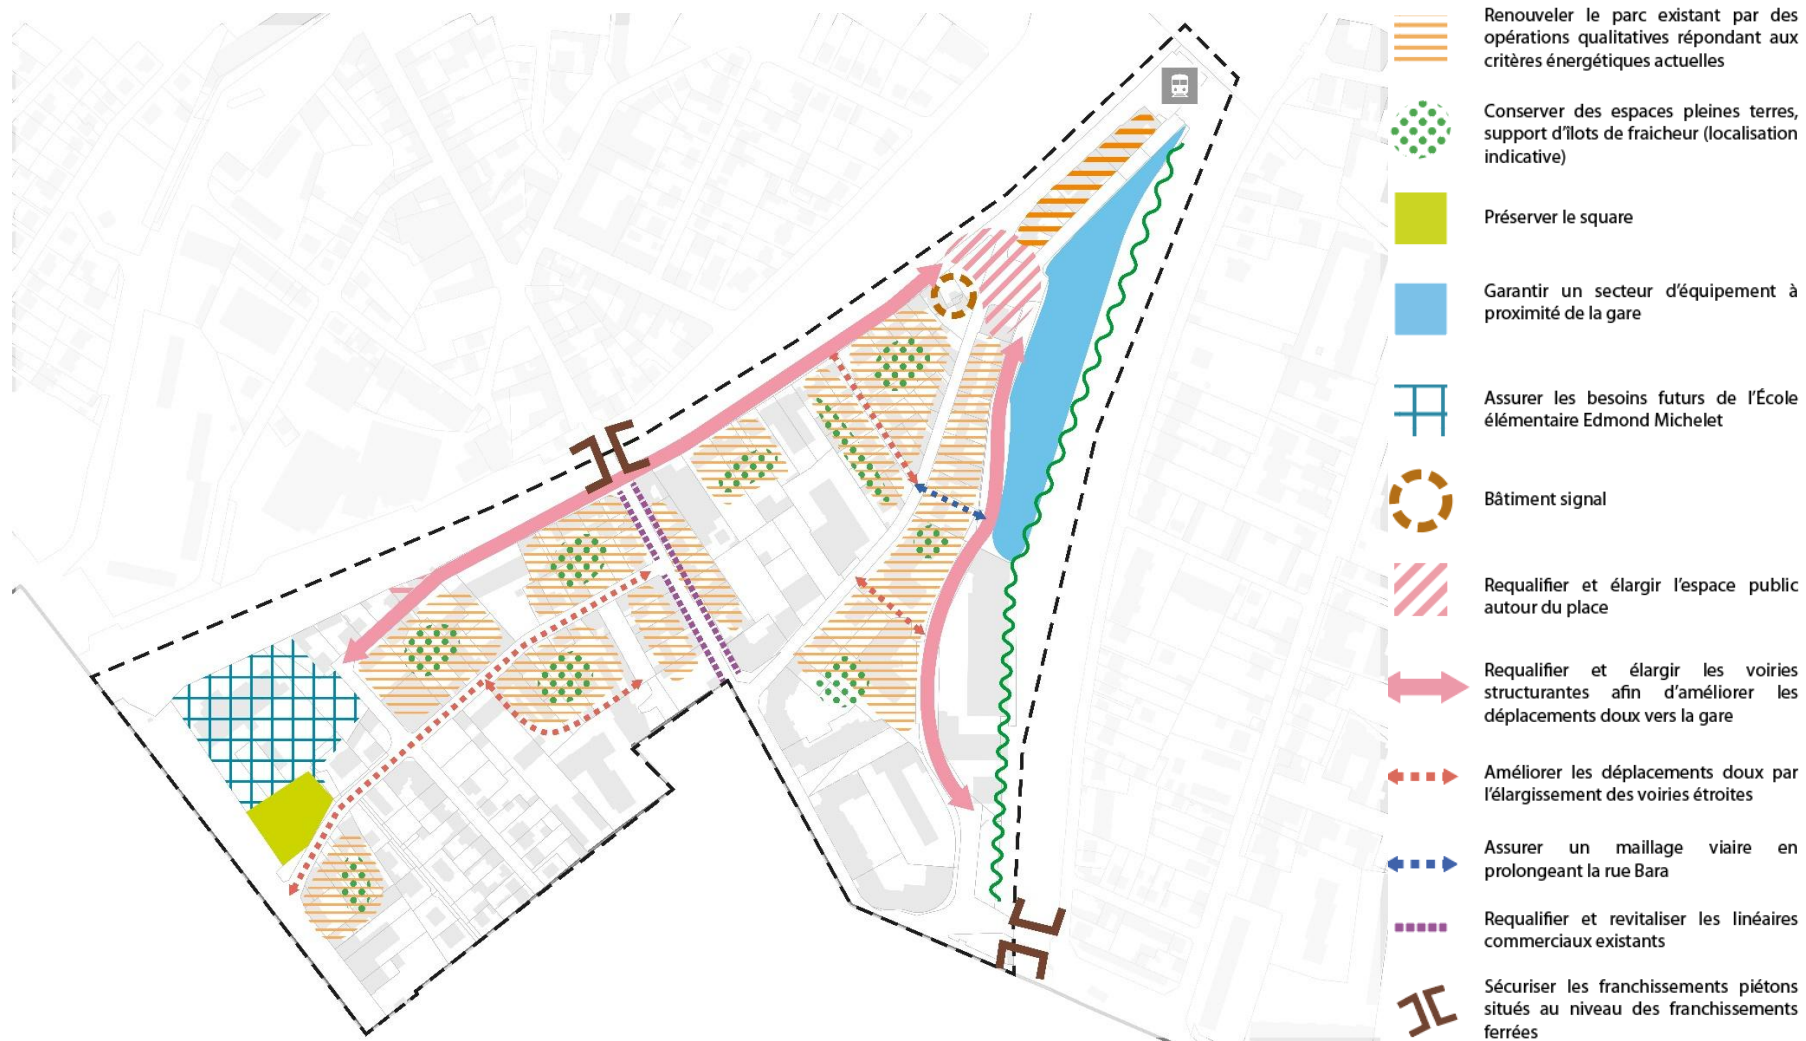 Renouveler le parc existant par des
opérations qualitatives répondant aux
critères énergétiques actuelles
Conserver des espaces pleines terres,
support d'îlots de fraicheur (localisation
indicative)
Préserver le square
Garantir un secteur d'équipement à
proximité de la gare
Assurer les besoins futurs de l'École
élémentaire Edmond Michelet
Bâtiment signal
Requalifier et élargir l'espace public
autour du place
Requalifier et élargir les voiries
structurantes afin d'améliorer les
déplacements doux vers la gare
Améliorer les déplacements doux par
l'élargissement des voiries étroites
Assurer un maillage viaire en
prolongeant la rue Bara
Requalifier et revitaliser les linéaires
commerciaux existants
Sécuriser les franchissements piétons
situés au niveau des franchissements
ferrées